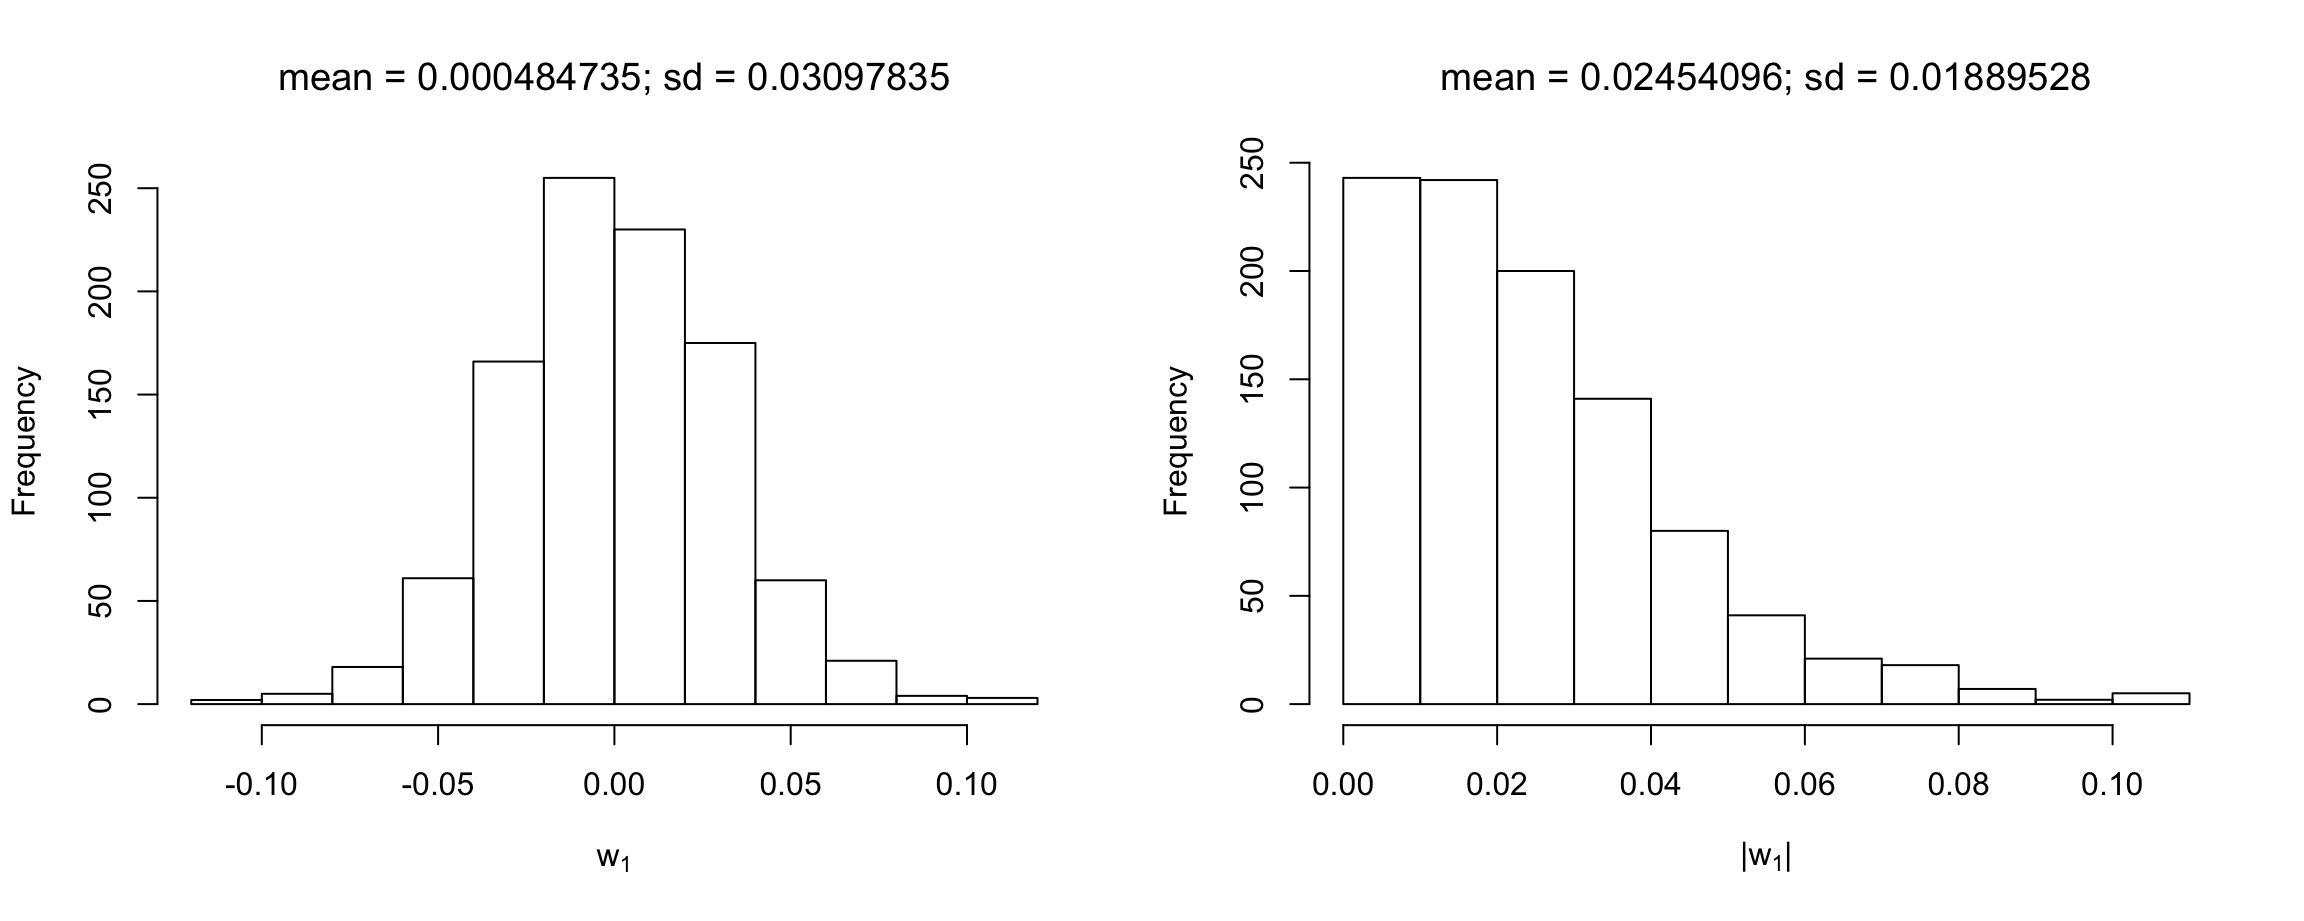 mean = 0.000484735; sd = 0.03097835
Frequency
250
200
150
100
50
0
-0.10 -0.05 0.00 0.05 0.10
w₁
mean = 0.02454096; sd = 0.01889528
Frequency
250
200
150
100
50
0
0.00 0.02 0.04 0.06 0.08 0.10
|w₁|